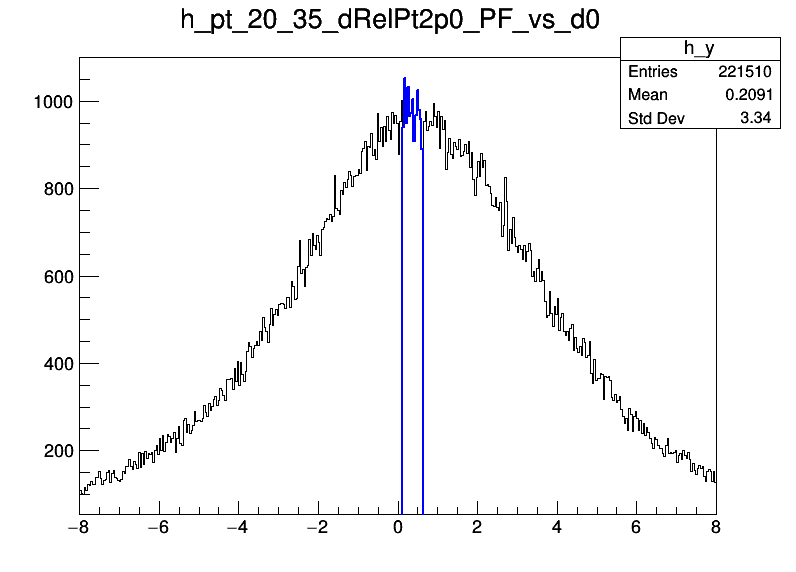 h_pt_20_35_dRelPt2p0_PF_vs_d0
h_y
Entries 221510
Mean 0.2091
Std Dev 3.34
1000
800
600
400
200
−8 −6 −4 −2 0 2 4 6 8